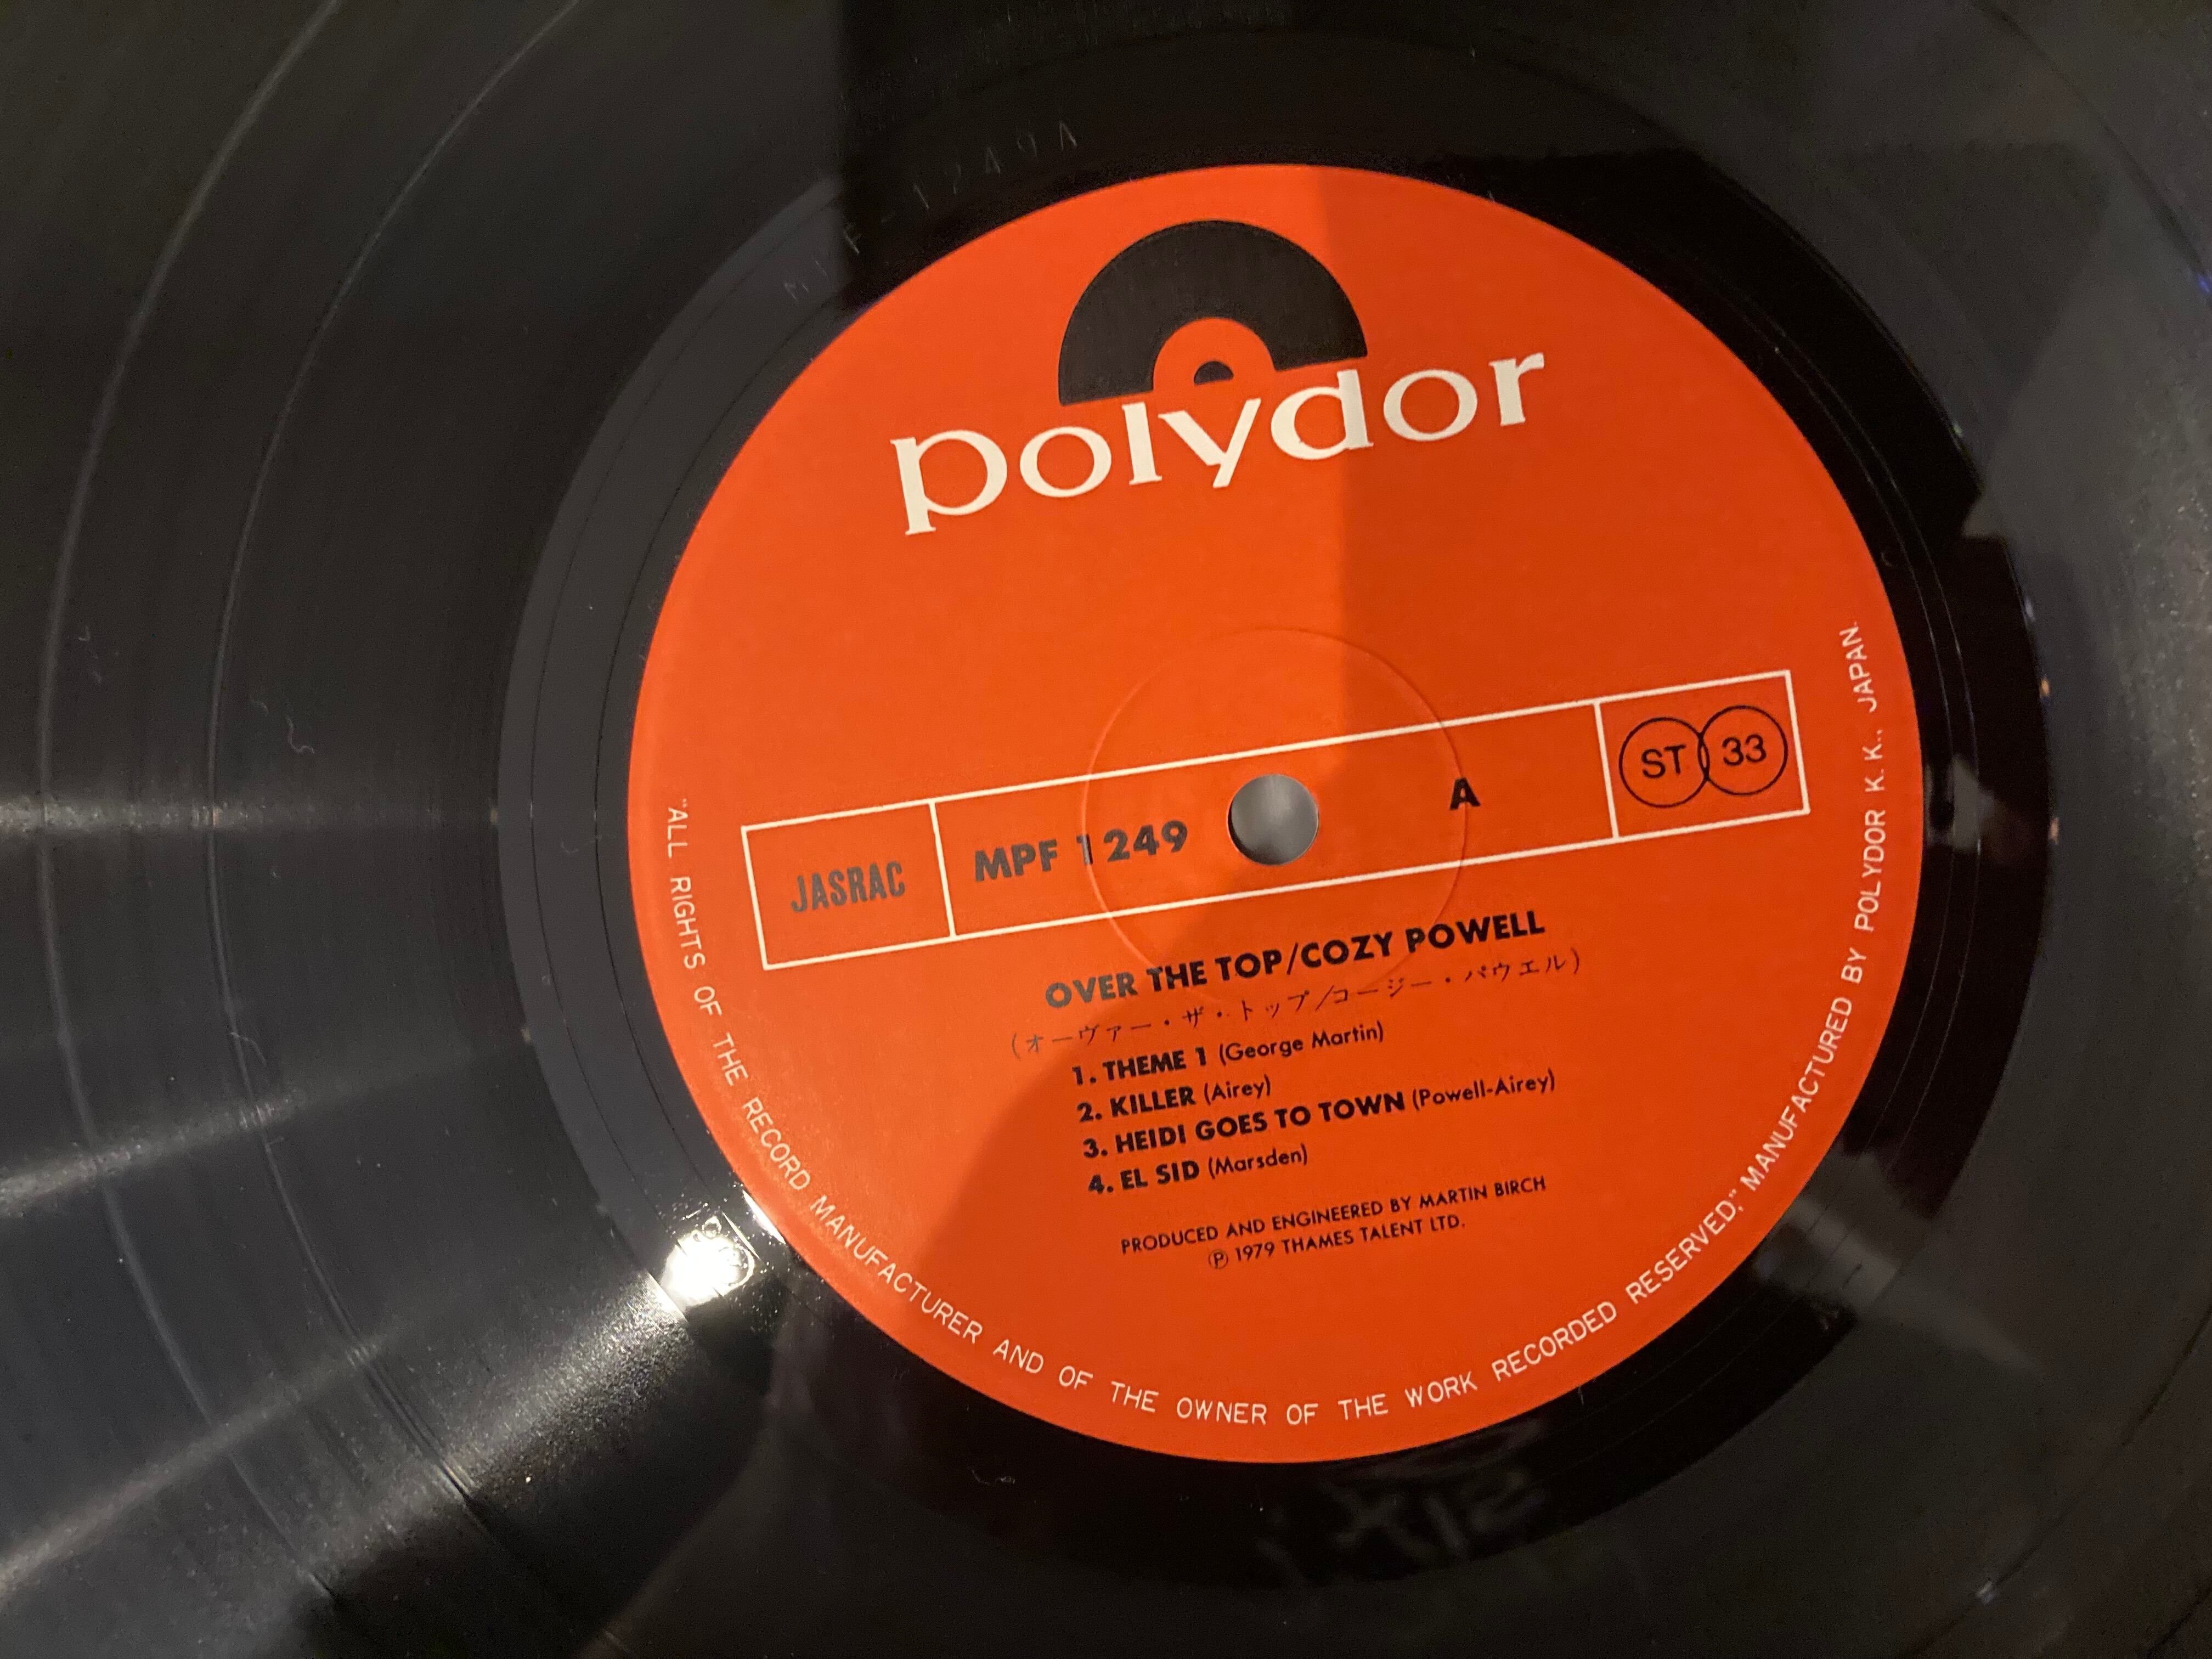 1249A
polydor
JASRAC
MPF 1249
A
ST 33
OVER THE TOP/COZY POWELL
(オーヴァー・ザ・トップ/コージー・パウエル)
1. THEME 1 (George Martin)
2. KILLER (Airey)
3. HEIDI GOES TO TOWN (Powell-Airey)
4. EL SID (Marsden)
PRODUCED AND ENGINEERED BY MARTIN BIRCH
Ⓟ 1979 THAMES TALENT LTD.
"ALL RIGHTS OF THE RECORD MANUFACTURER AND OF THE OWNER OF THE WORK RECORDED RESERVED," MANUFACTURED BY POLYDOR K.K., JAPAN.